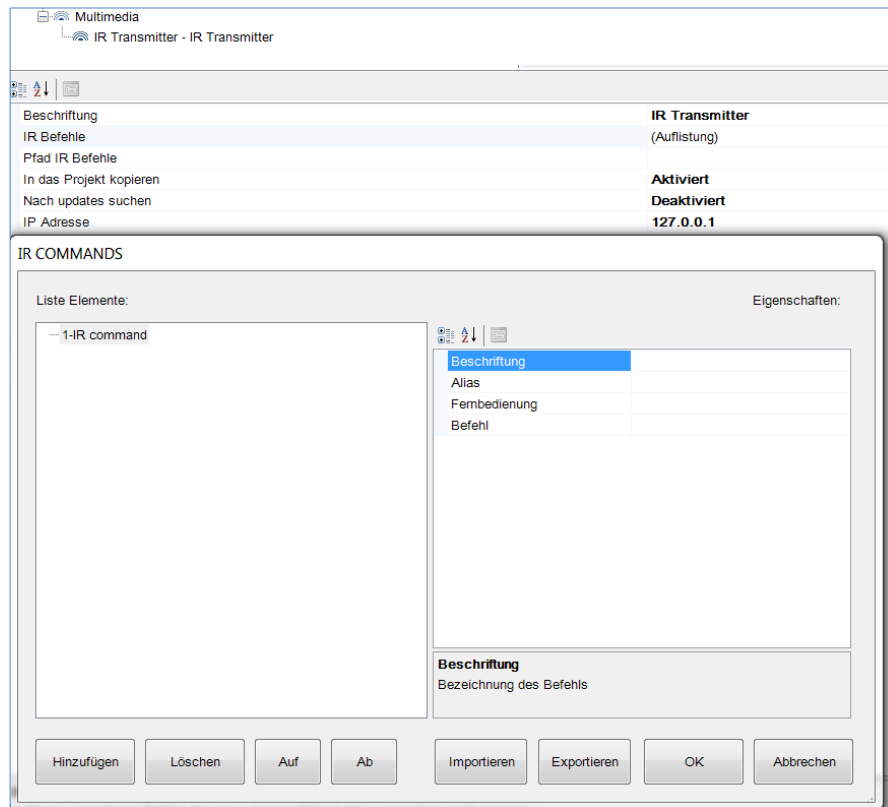 Multimedia
IR Transmitter - IR Transmitter
Beschriftung IR Transmitter
IR Befehle (Auflistung)
Pfad IR Befehle
In das Projekt kopieren Aktiviert
Nach updates suchen Deaktiviert
IP Adresse 127.0.0.1
IR COMMANDS
Liste Elemente: Eigenschaften:
1-IR command
Beschriftung
Alias
Fernbedienung
Befehl
Beschriftung
Bezeichnung des Befehls
Hinzufügen Löschen Auf Ab Importieren Exportieren OK Abbrechen